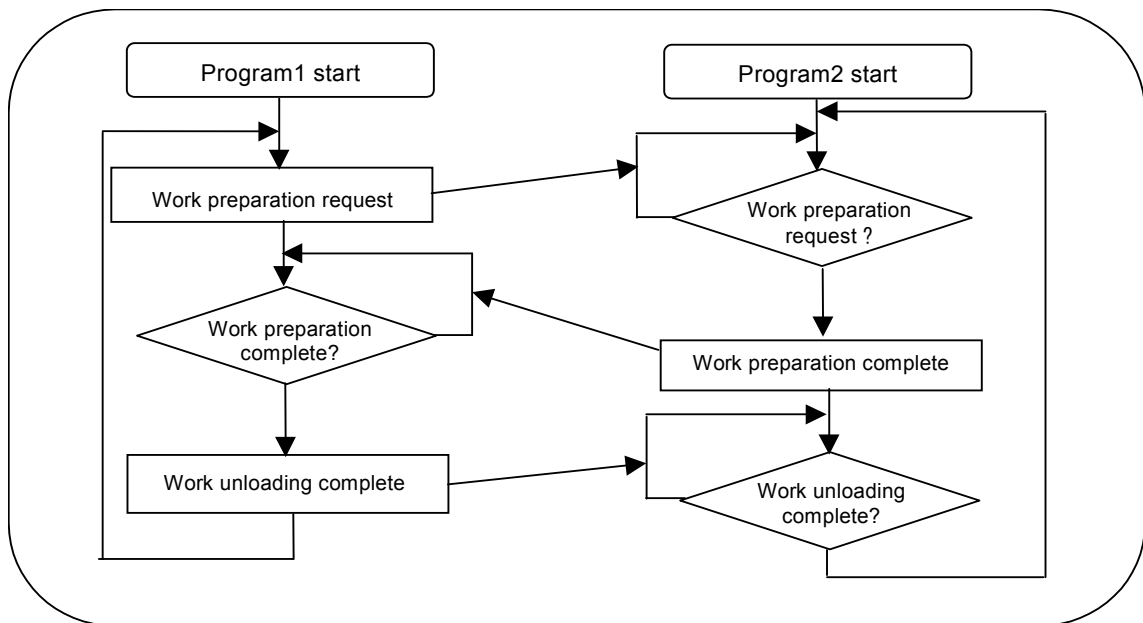 Program1 start
Program2 start
Work preparation request
Work preparation
request ?
Work preparation
complete?
Work preparation complete
Work unloading complete
Work unloading
complete?